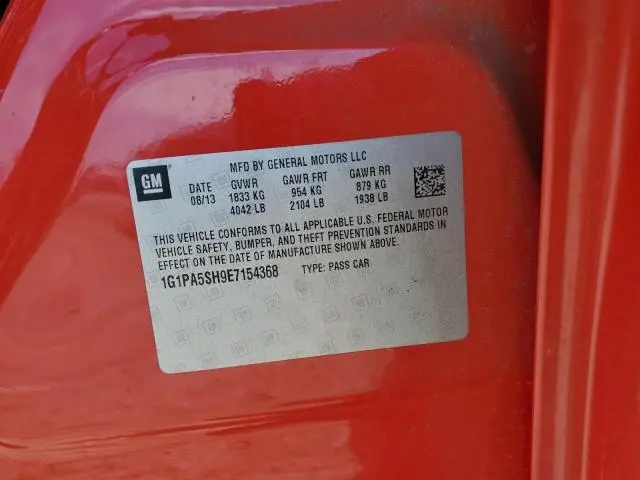 GM
MFD BY GENERAL MOTORS LLC
DATE GVWR GAWR FRT GAWR RR
08/13 1833 KG 954 KG 879 KG
4042 LB 2104 LB 1938 LB
THIS VEHICLE CONFORMS TO ALL APPLICABLE U.S. FEDERAL MOTOR
VEHICLE SAFETY, BUMPER, AND THEFT PREVENTION STANDARDS IN
EFFECT ON THE DATE OF MANUFACTURE SHOWN ABOVE.
1G1PA5SH9E7154368 TYPE: PASS CAR